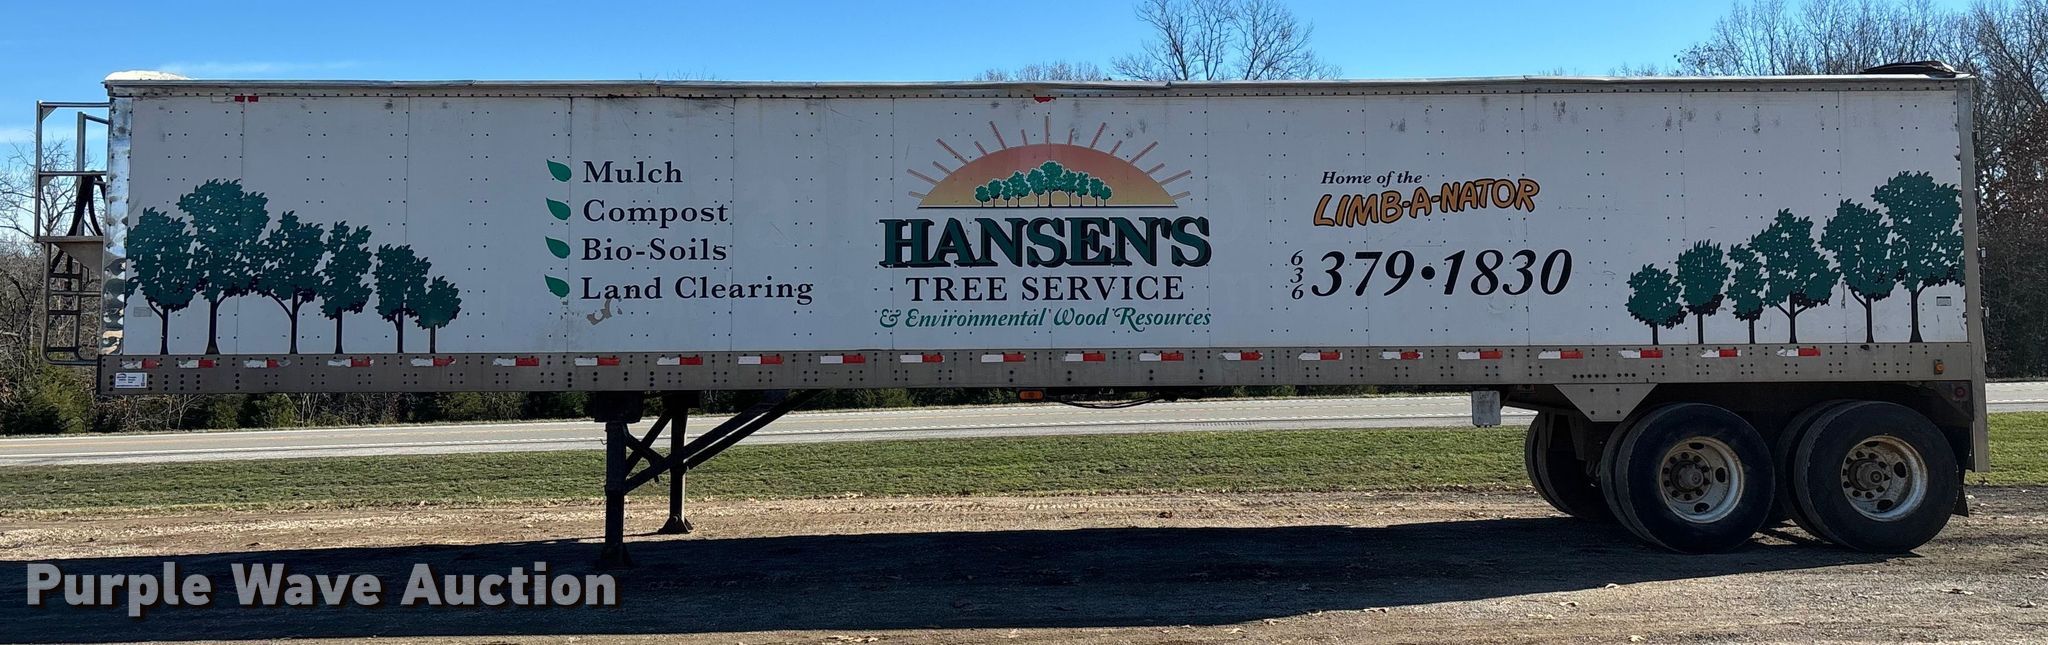 Mulch
Compost
Bio-Soils
Land Clearing
HANSEN'S
TREE SERVICE
& Environmental Wood Resources
Home of the
LIMB-A-NATOR
636 379•1830
Purple Wave Auction